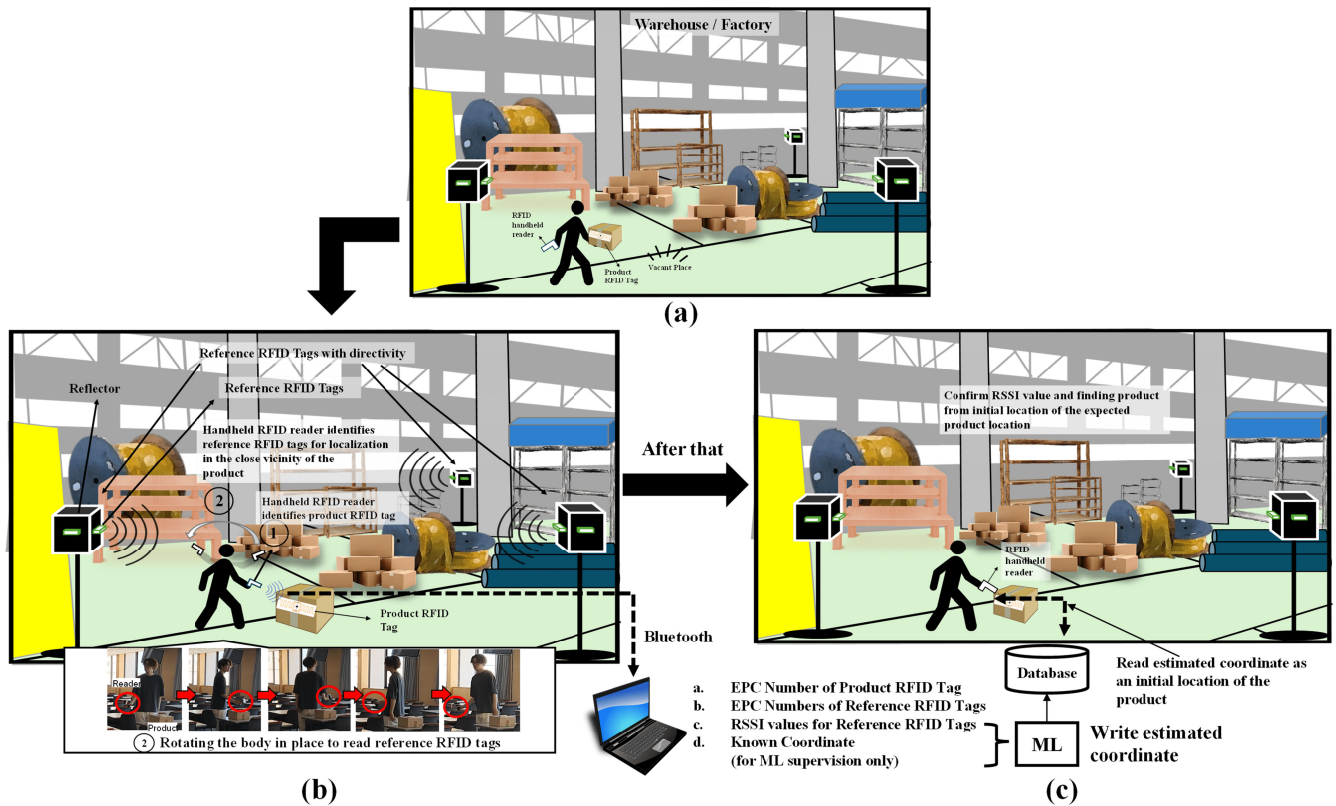 Warehouse / Factory
RFID
handheld
reader
Product
RFID Tag
Vacant Place
(a)
Reference RFID Tags with directivity
Reflector
Reference RFID Tags
Handheld RFID reader identifies
reference RFID tags for localization
in the close vicinity of the
product
2
Handheld RFID reader
identifies product RFID tag
1
Product RFID
Tag
Reader
Product
2 Rotating the body in place to read reference RFID tags
(b)
After that
Bluetooth
a. EPC Number of Product RFID Tag
b. EPC Numbers of Reference RFID Tags
c. RSSI values for Reference RFID Tags
d. Known Coordinate
(for ML supervision only)
Confirm RSSI value and finding product
from initial location of the expected
product location
RFID
handheld
reader
Database
Read estimated coordinate as
an initial location of the
product
ML
Write estimated
coordinate
(c)